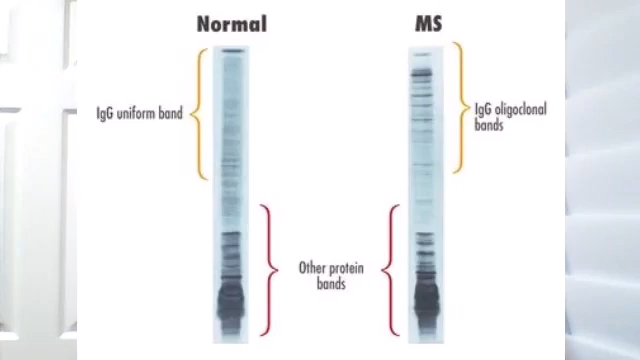 Normal
MS
IgG uniform band
IgG oligoclonal
bands
Other protein
bands